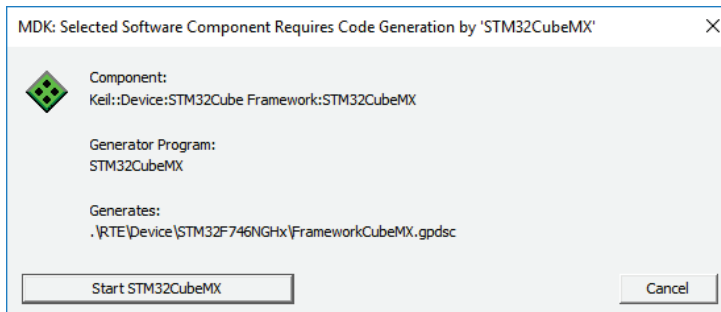 MDK: Selected Software Component Requires Code Generation by 'STM32CubeMX'
Component:
Keil::Device:STM32Cube Framework:STM32CubeMX
Generator Program:
STM32CubeMX
Generates:
.\RTE\Device\STM32F746NGHx\FrameworkCubeMX.gpdsc
Start STM32CubeMX
Cancel